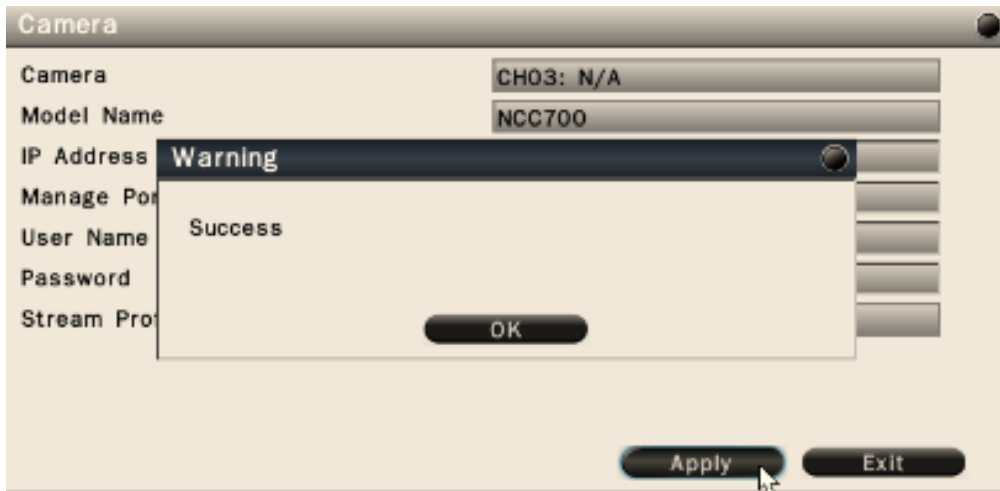 Camera
Camera CH03: N/A
Model Name NCC700
IP Address
Manage Por
User Name
Password
Stream Pro
Warning
Success
OK
Apply Exit